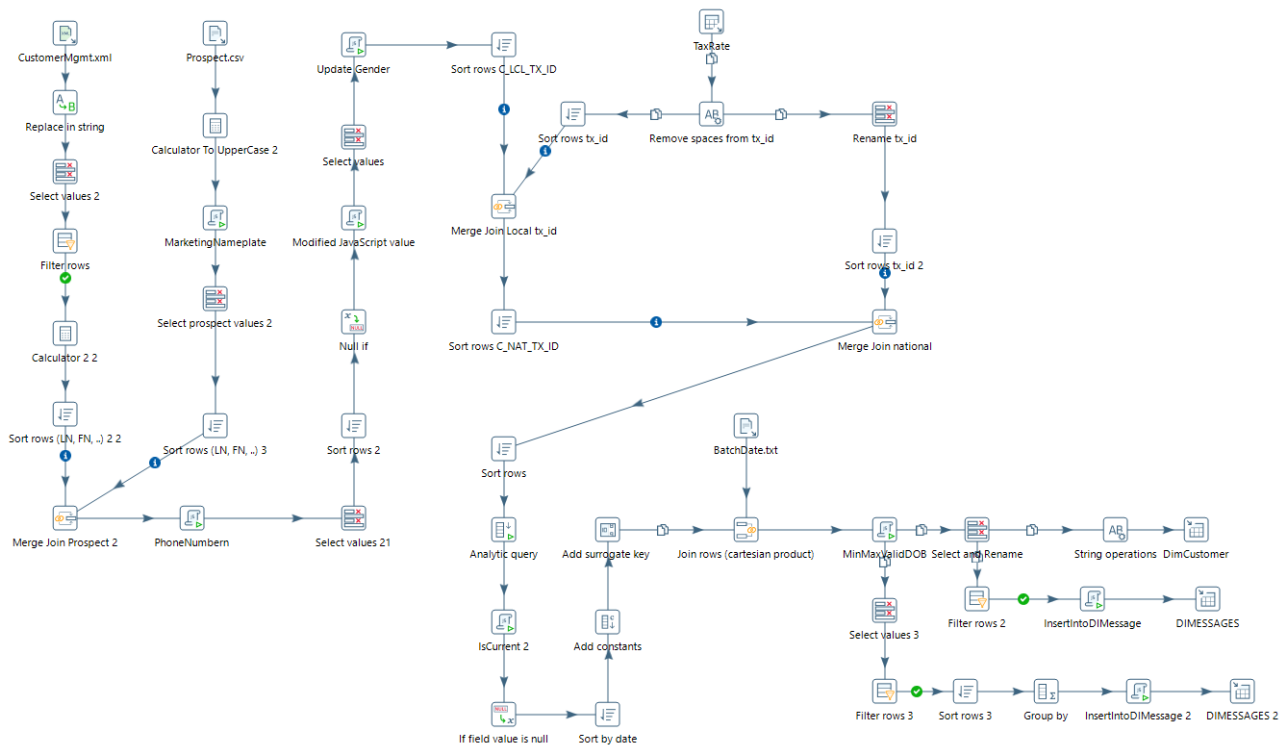 CustomerMgmt.xml
Replace in string
Select values 2
Filter rows
Calculator 2 2
Sort rows (LN, FN, ..) 2 2
Merge Join Prospect 2
Prospect.csv
Calculator To UpperCase 2
MarketingNameplate
Select prospect values 2
Sort rows (LN, FN, ..) 3
PhoneNumbern
Select values 21
Sort rows 2
Null if
Modified JavaScript value
Select values
Update Gender
Sort rows C_LCL_TX_ID
Merge Join Local tx_id
Sort rows C_NAT_TX_ID
TaxRate
Sort rows tx_id
Remove spaces from tx_id
Rename tx_id
Sort rows tx_id 2
Merge Join national
Sort rows
Analytic query
IsCurrent 2
If field value is null
Sort by date
Add constants
Add surrogate key
BatchDate.txt
Join rows (cartesian product)
MinMaxValidDOB
Select and Rename
String operations
DimCustomer
Filter rows 2
InsertIntoDIMessage
DIMESSAGES
Select values 3
Filter rows 3
Sort rows 3
Group by
InsertIntoDIMessage 2
DIMESSAGES 2